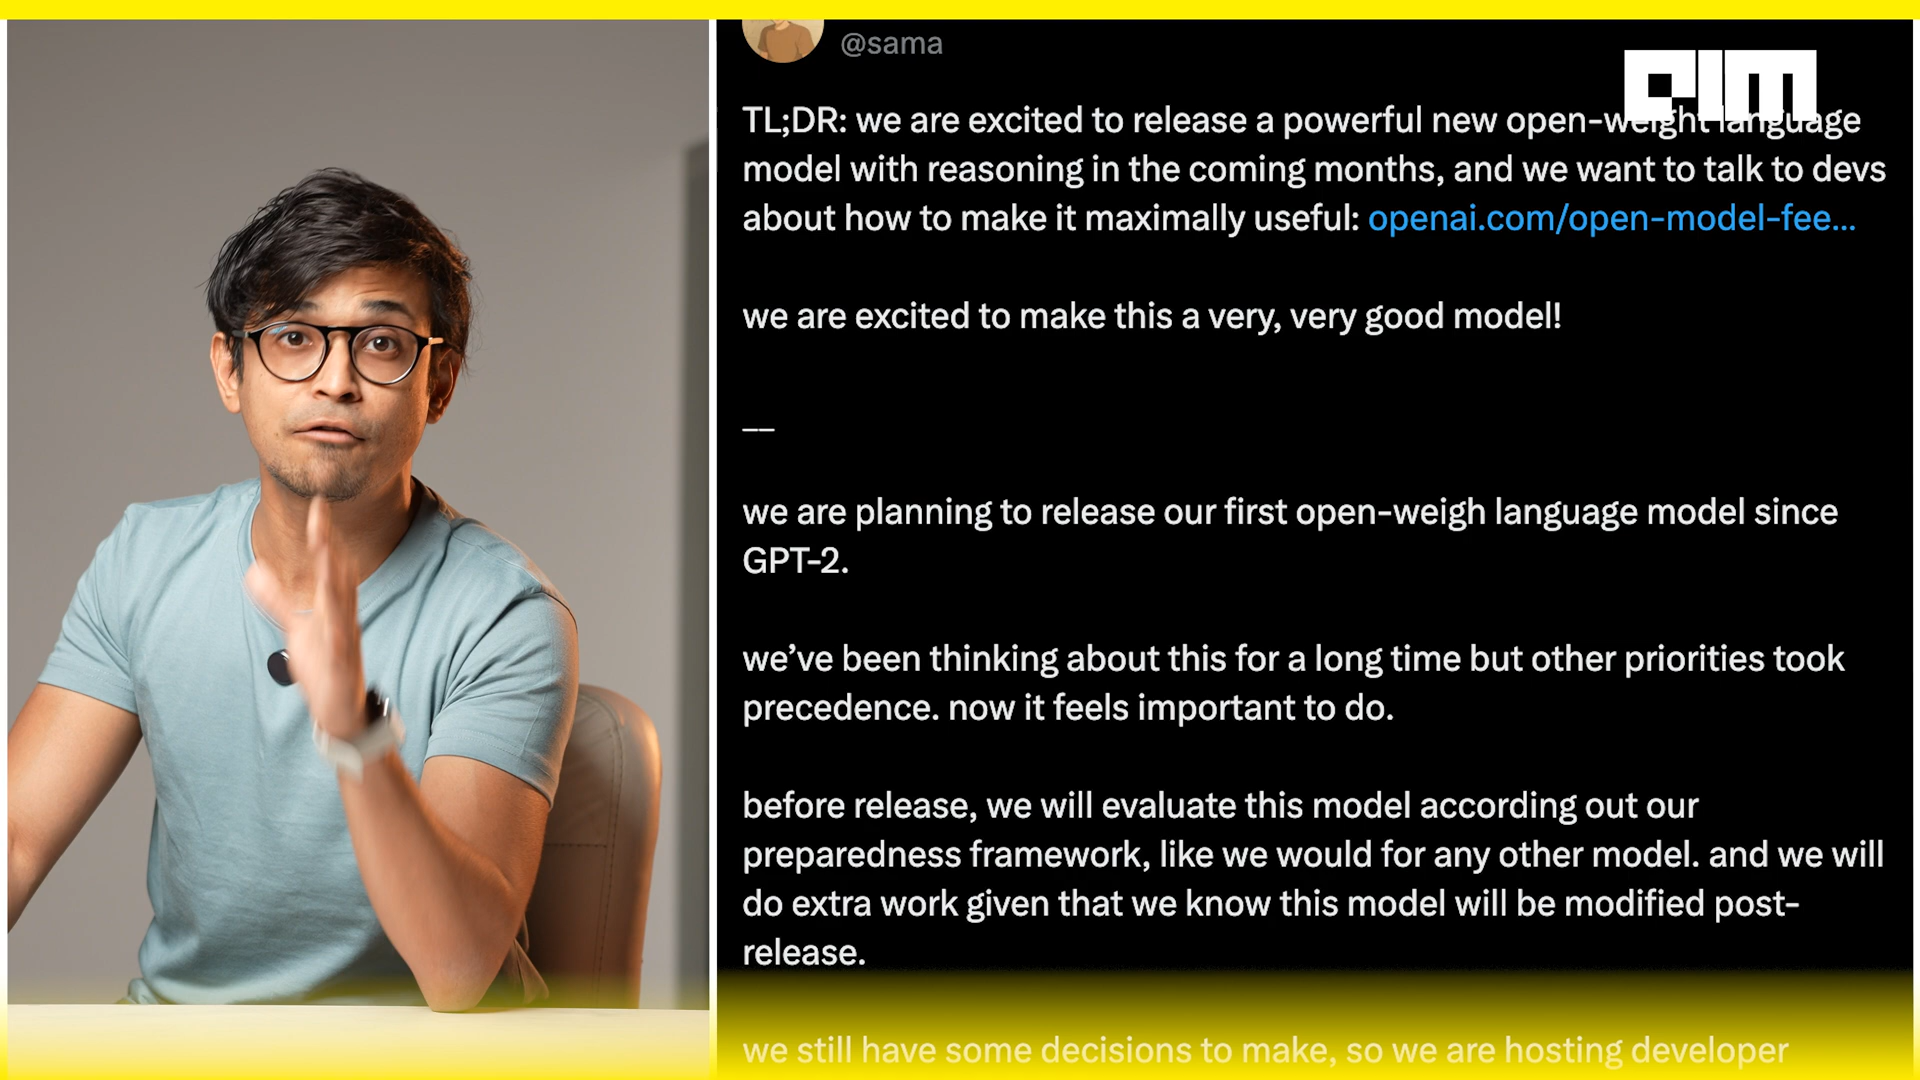 @sama
AIM
TL;DR: we are excited to release a powerful new open-weight language
model with reasoning in the coming months, and we want to talk to devs
about how to make it maximally useful: openai.com/open-model-fee...
we are excited to make this a very, very good model!
__
we are planning to release our first open-weigh language model since
GPT-2.
we've been thinking about this for a long time but other priorities took
precedence. now it feels important to do.
before release, we will evaluate this model according out our
preparedness framework, like we would for any other model. and we will
do extra work given that we know this model will be modified post-
release.
we still have some decisions to make, so we are hosting developer